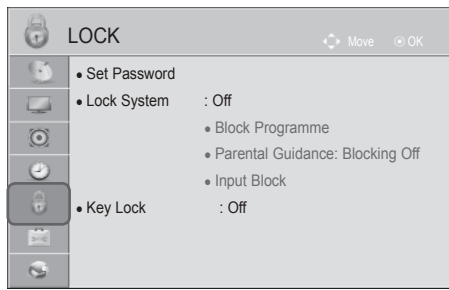 LOCK
Move OK
• Set Password
• Lock System : Off
• Block Programme
• Parental Guidance: Blocking Off
• Input Block
• Key Lock : Off